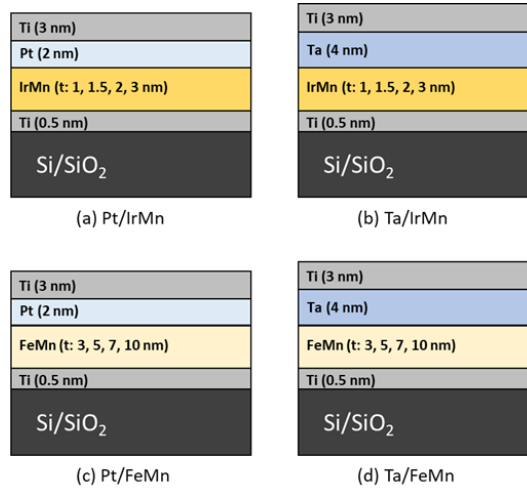 Ti (3 nm)
Pt (2 nm)
IrMn (t: 1, 1.5, 2, 3 nm)
Ti (0.5 nm)
Si/SiO₂
(a) Pt/IrMn
Ti (3 nm)
Ta (4 nm)
IrMn (t: 1, 1.5, 2, 3 nm)
Ti (0.5 nm)
Si/SiO₂
(b) Ta/IrMn
Ti (3 nm)
Pt (2 nm)
FeMn (t: 3, 5, 7, 10 nm)
Ti (0.5 nm)
Si/SiO₂
(c) Pt/FeMn
Ti (3 nm)
Ta (4 nm)
FeMn (t: 3, 5, 7, 10 nm)
Ti (0.5 nm)
Si/SiO₂
(d) Ta/FeMn